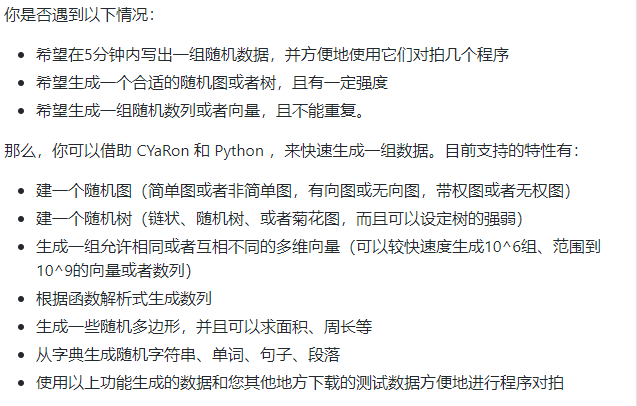 你是否遇到以下情况：
希望在5分钟内写出一组随机数据，并方便地使用它们对拍几个程序
希望生成一个合适的随机图或者树，且有一定强度
希望生成一组随机数列或者向量，且不能重复。
那么，你可以借助 CYaRon 和 Python ，来快速生成一组数据。目前支持的特性有：
建一个随机图（简单图或者非简单图，有向图或无向图，带权图或者无权图）
建一个随机树（链状、随机树、或者菊花图，而且可以设定树的强弱）
生成一组允许相同或者互相不同的多维向量（可以较快速度生成10^6组、范围到
10^9的向量或者数列）
根据函数解析式生成数列
生成一些随机多边形，并且可以求面积、周长等
从字典生成随机字符串、单词、句子、段落
使用以上功能生成的数据和您其他地方下载的测试数据方便地进行程序对拍